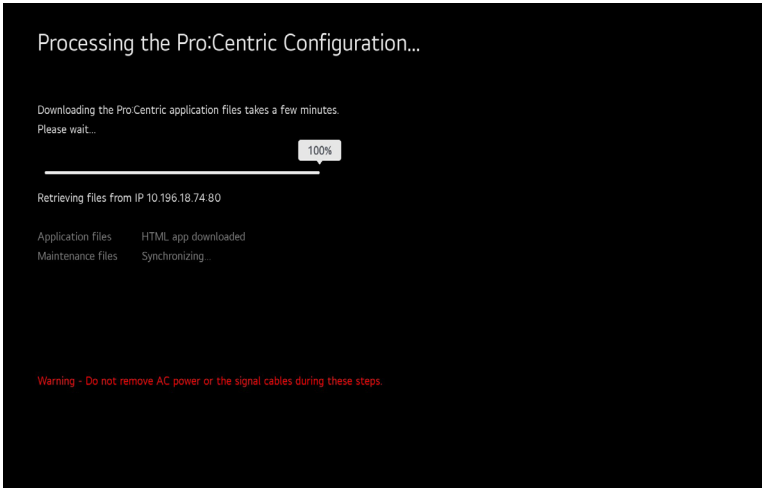 Processing the Pro:Centric Configuration...
Downloading the Pro:Centric application files takes a few minutes.
Please wait...
100%
Retrieving files from IP 10.196.18.74:80
Application files HTML app downloaded
Maintenance files Synchronizing...
Warning - Do not remove AC power or the signal cables during these steps.